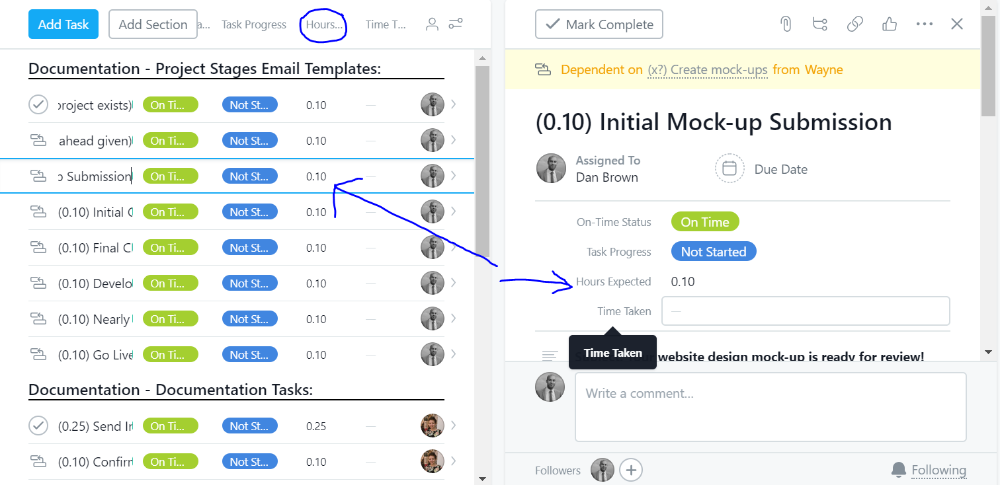 Add Task Add Section a... Task Progress Hours... Time T...
Documentation - Project Stages Email Templates:
project exists) On Ti... Not St... 0.10 —
ahead given) On Ti... Not St... 0.10 —
Submission On Ti... Not St... 0.10 —
(0.10) Initial On Ti... Not St... 0.10 —
(0.10) Final Cl On Ti... Not St... 0.10 —
(0.10) Develo On Ti... Not St... 0.10 —
(0.10) Nearly On Ti... Not St... 0.10 —
(0.10) Go Live On Ti... Not St... 0.10 —
Documentation - Documentation Tasks:
(0.25) Send In On Ti... Not St... 0.25 —
(0.10) Confirm On Ti... Not St... 0.10 —
Mark Complete
Dependent on (x?) Create mock-ups from Wayne
(0.10) Initial Mock-up Submission
Assigned To
Dan Brown
Due Date
On-Time Status On Time
Task Progress Not Started
Hours Expected 0.10
Time Taken —
Time Taken
website design mock-up is ready for review!
Write a comment...
Followers
Following